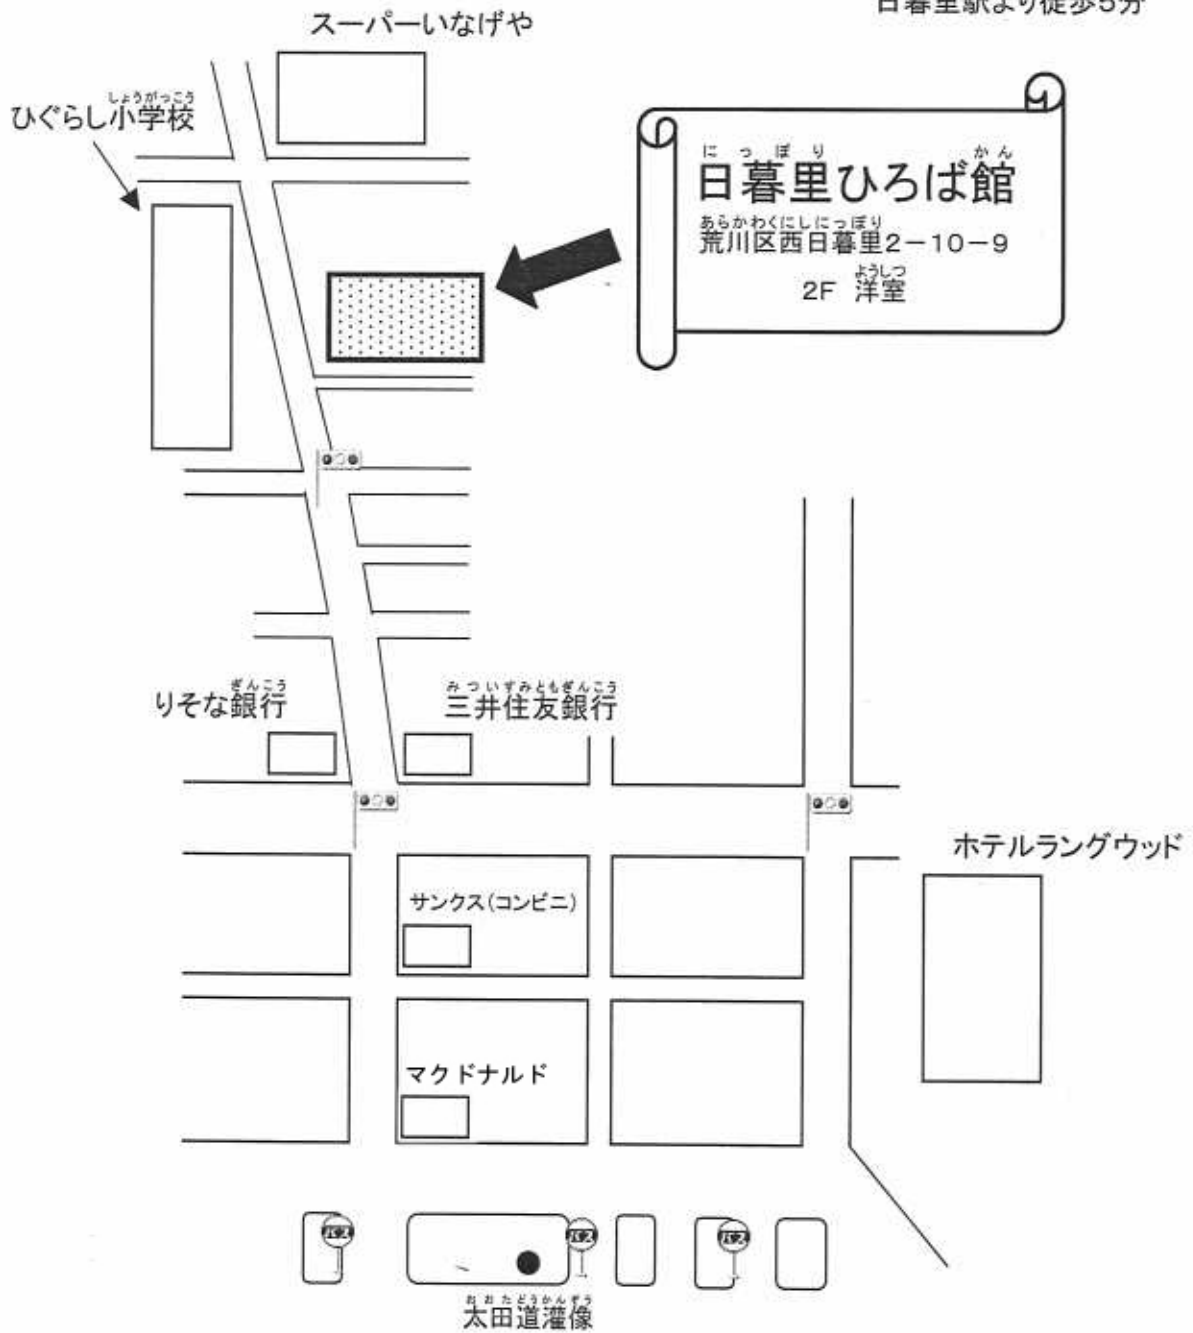 日暮里駅より徒歩5分
スーパーいなげや
しょうがっこう
ひぐらし小学校
にっぽり かん
日暮里ひろば館
あらかわくにしにっぽり
荒川区西日暮里2-10-9
ようしつ
2F 洋室
ぎんこう
りそな銀行
みついすみともぎんこう
三井住友銀行
ホテルラングウッド
サンクス(コンビニ)
マクドナルド
バス
バス
バス
おおたどうかんぞう
太田道灌像